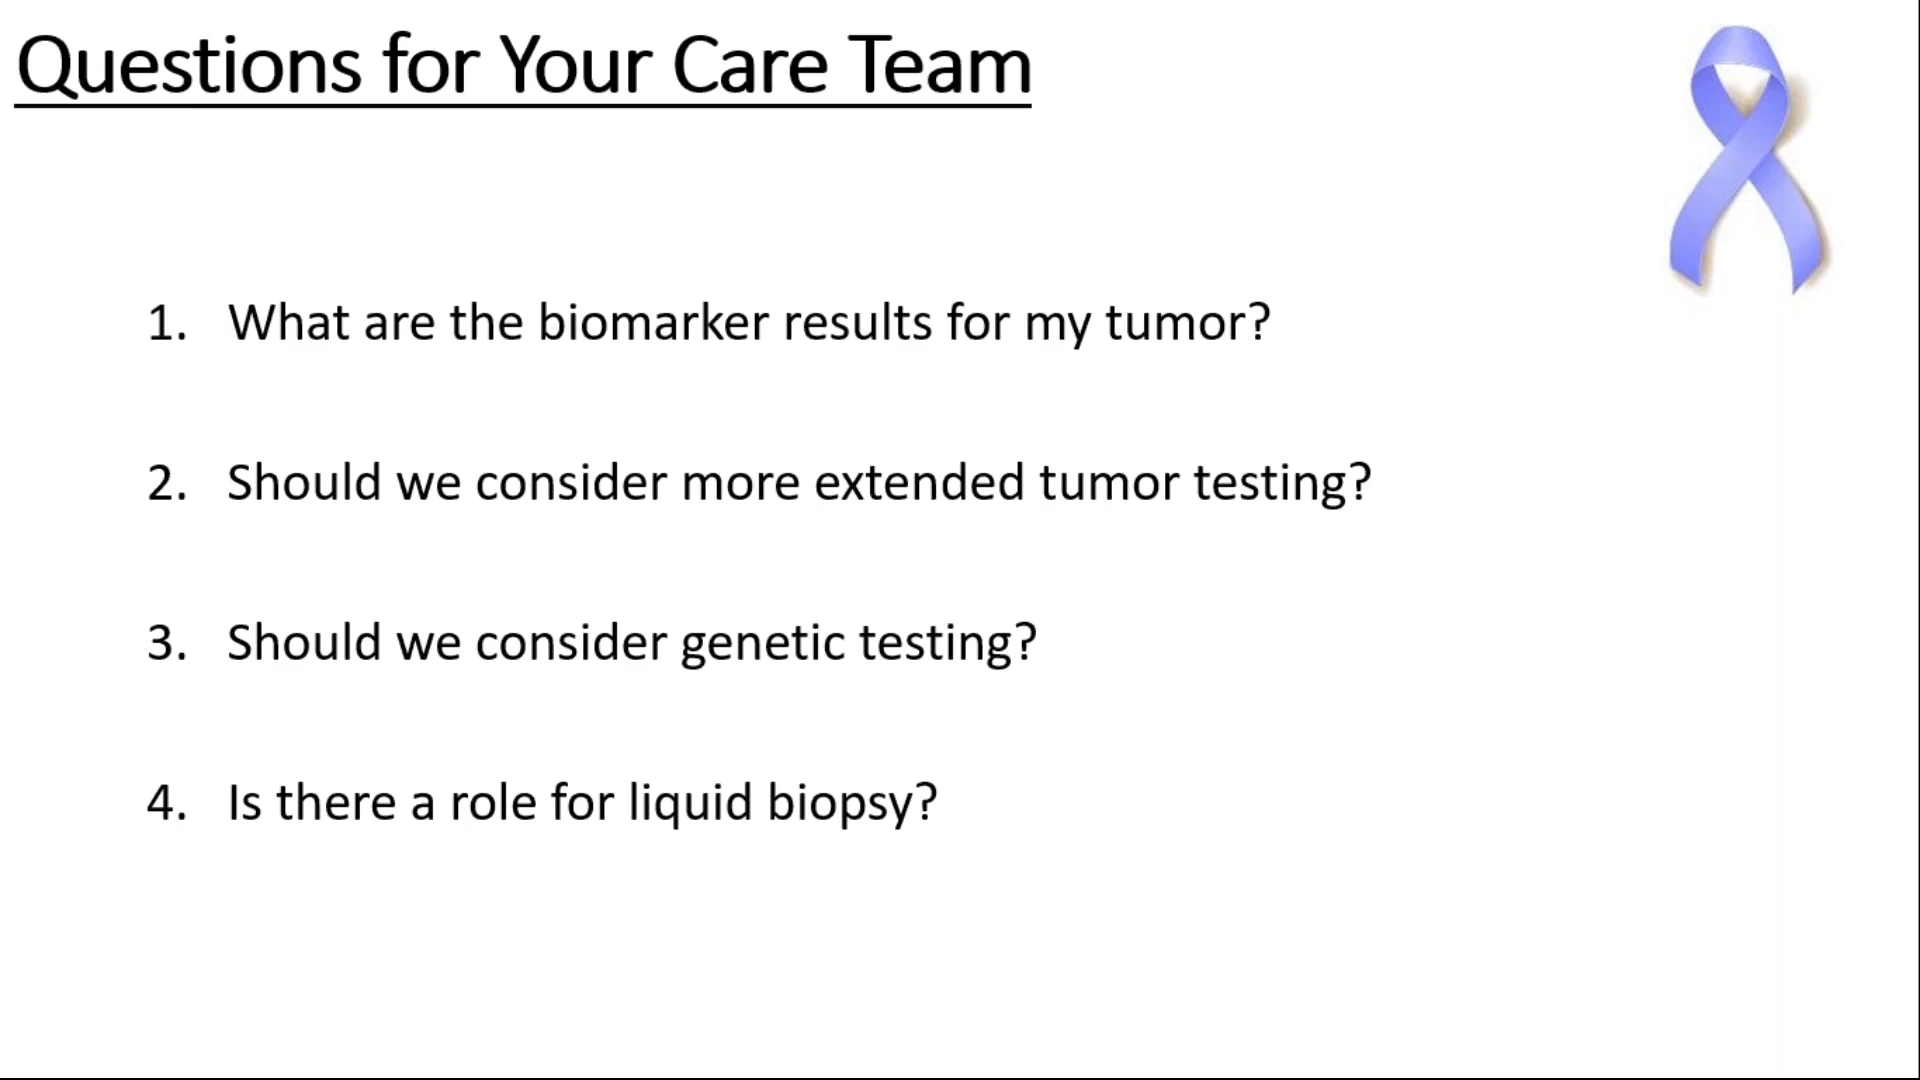 Questions for Your Care Team
1. What are the biomarker results for my tumor?
2. Should we consider more extended tumor testing?
3. Should we consider genetic testing?
4. Is there a role for liquid biopsy?